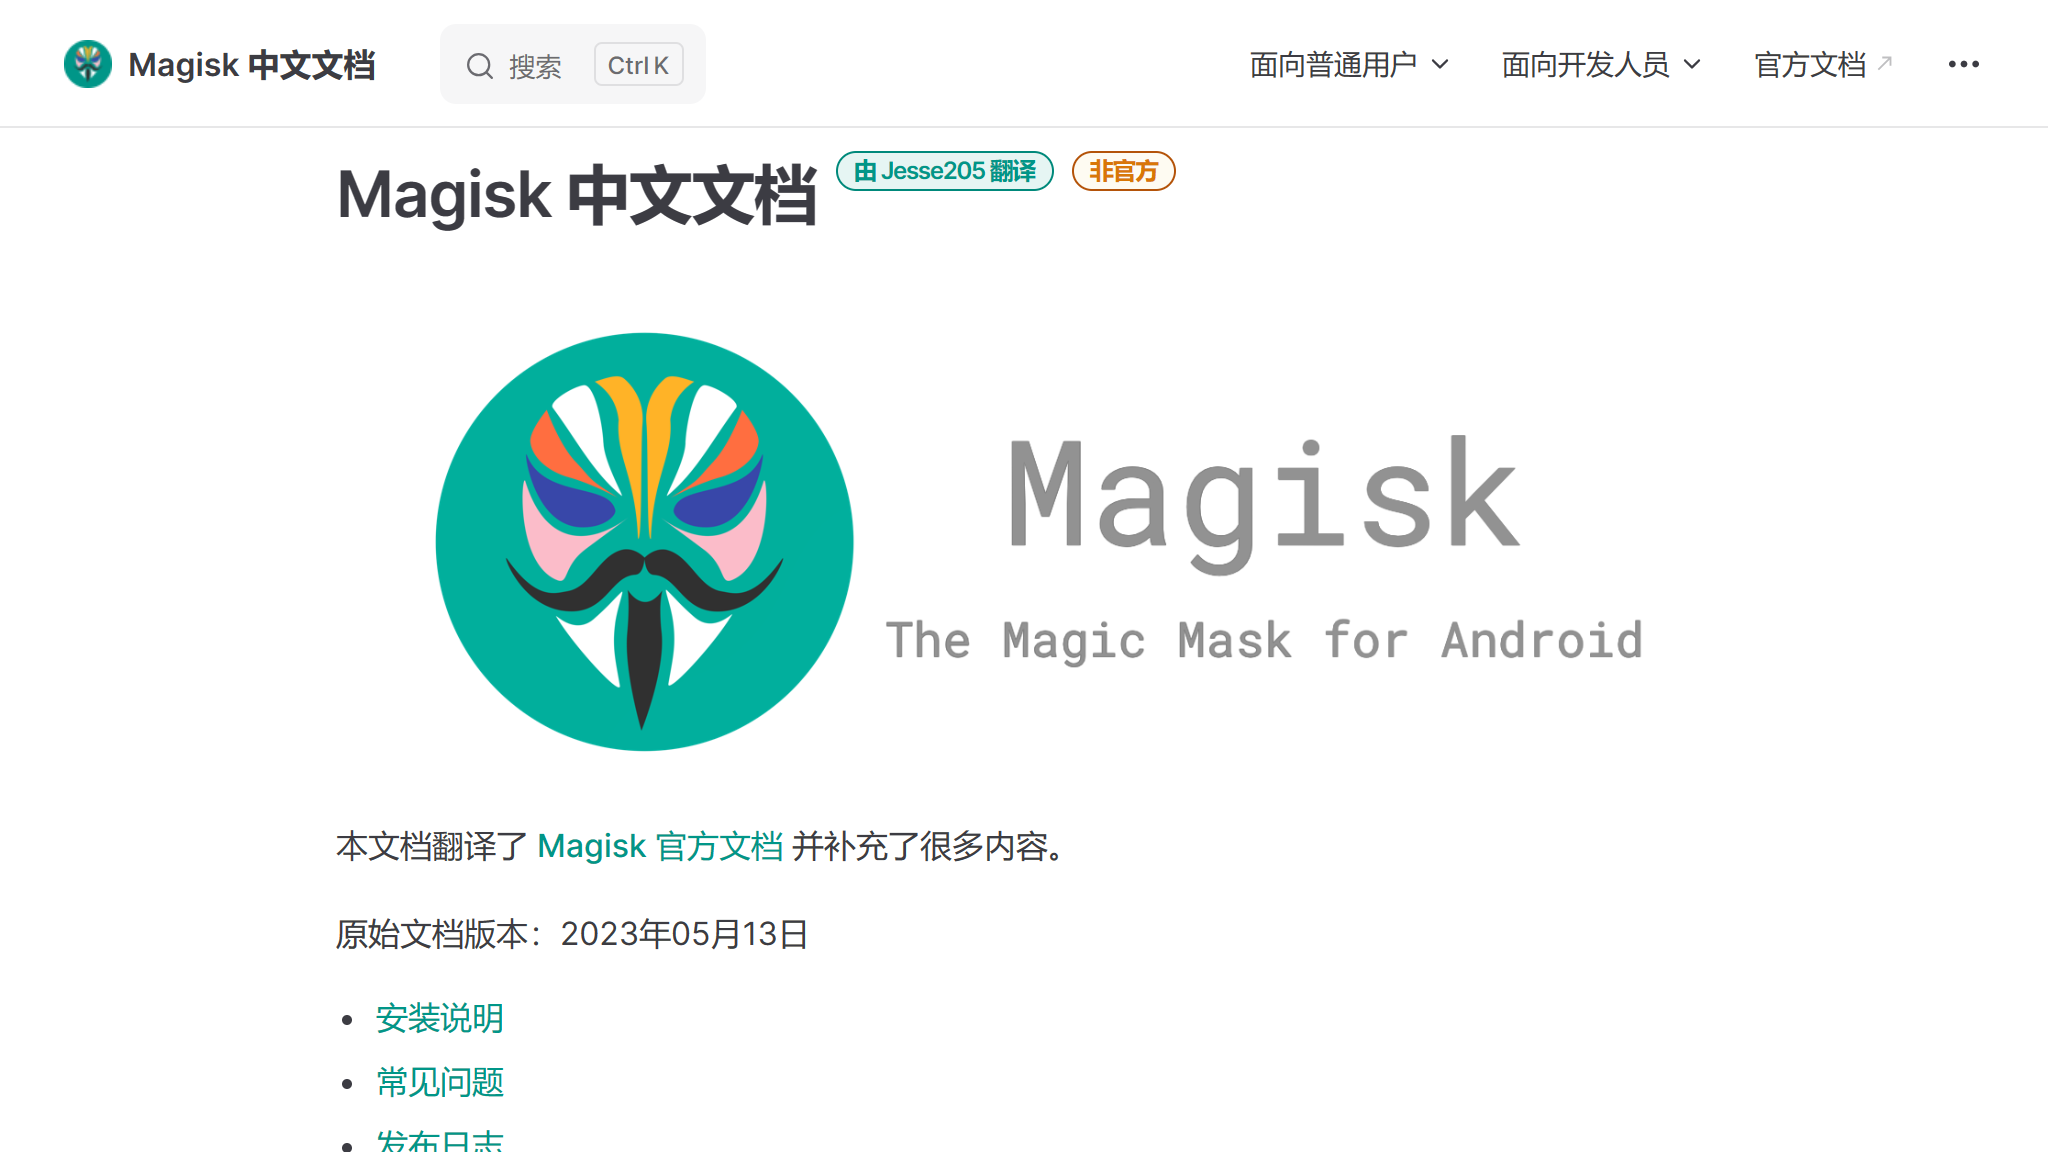 Magisk 中文文档
搜索 Ctrl K
面向普通用户
面向开发人员
官方文档
Magisk 中文文档 由 Jesse205 翻译 非官方
Magisk
The Magic Mask for Android
本文档翻译了 Magisk 官方文档 并补充了很多内容。
原始文档版本：2023年05月13日
安装说明
常见问题
发布日志